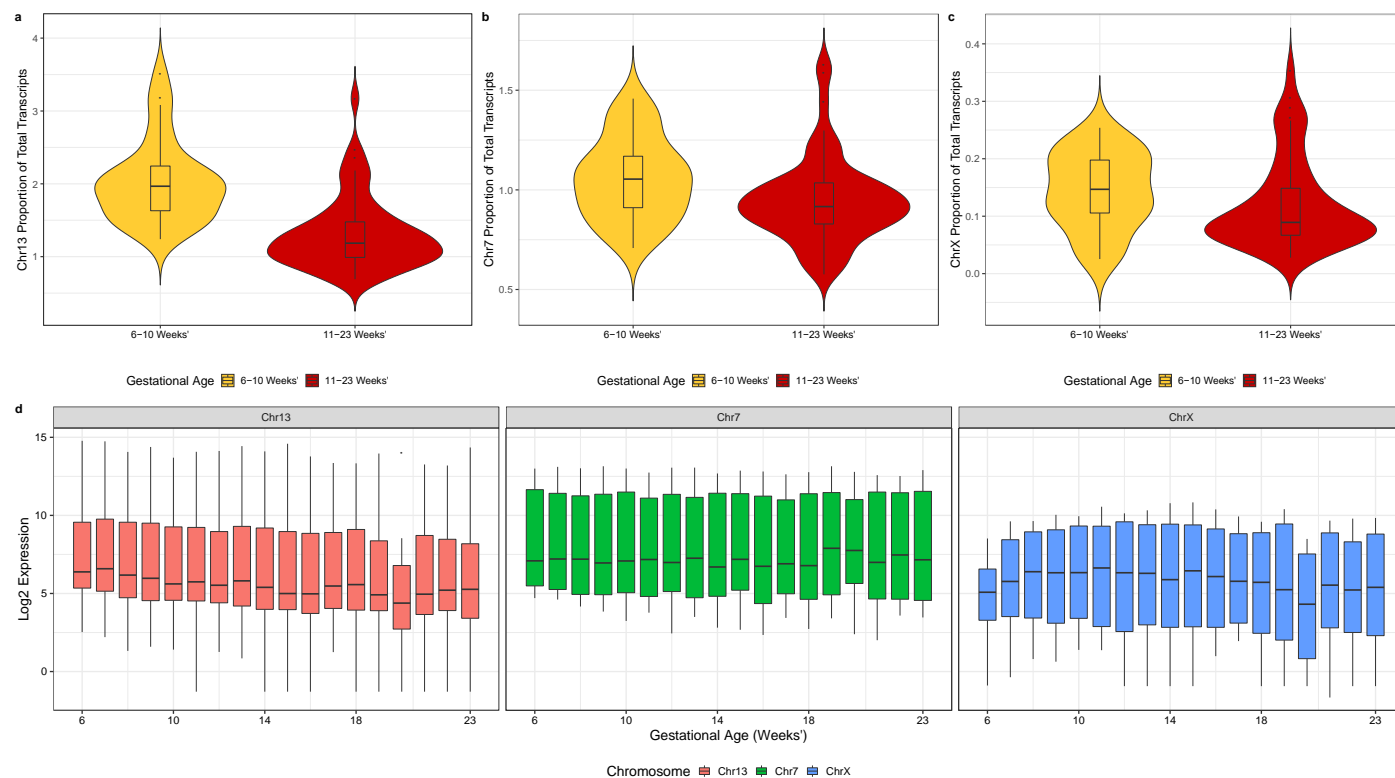 a
Chr13 Proportion of Total Transcripts
4
3
2
1
6−10 Weeks'
11−23 Weeks'
Gestational Age
6−10 Weeks'
11−23 Weeks'
b
Chr7 Proportion of Total Transcripts
1.5
1.0
0.5
6−10 Weeks'
11−23 Weeks'
Gestational Age
6−10 Weeks'
11−23 Weeks'
c
ChrX Proportion of Total Transcripts
0.4
0.3
0.2
0.1
0.0
6−10 Weeks'
11−23 Weeks'
Gestational Age
6−10 Weeks'
11−23 Weeks'
d
Chr13
Chr7
ChrX
Log2 Expression
15
10
5
0
6 10 14 18 23
6 10 14 18 23
6 10 14 18 23
Gestational Age (Weeks')
Chromosome
Chr13
Chr7
ChrX